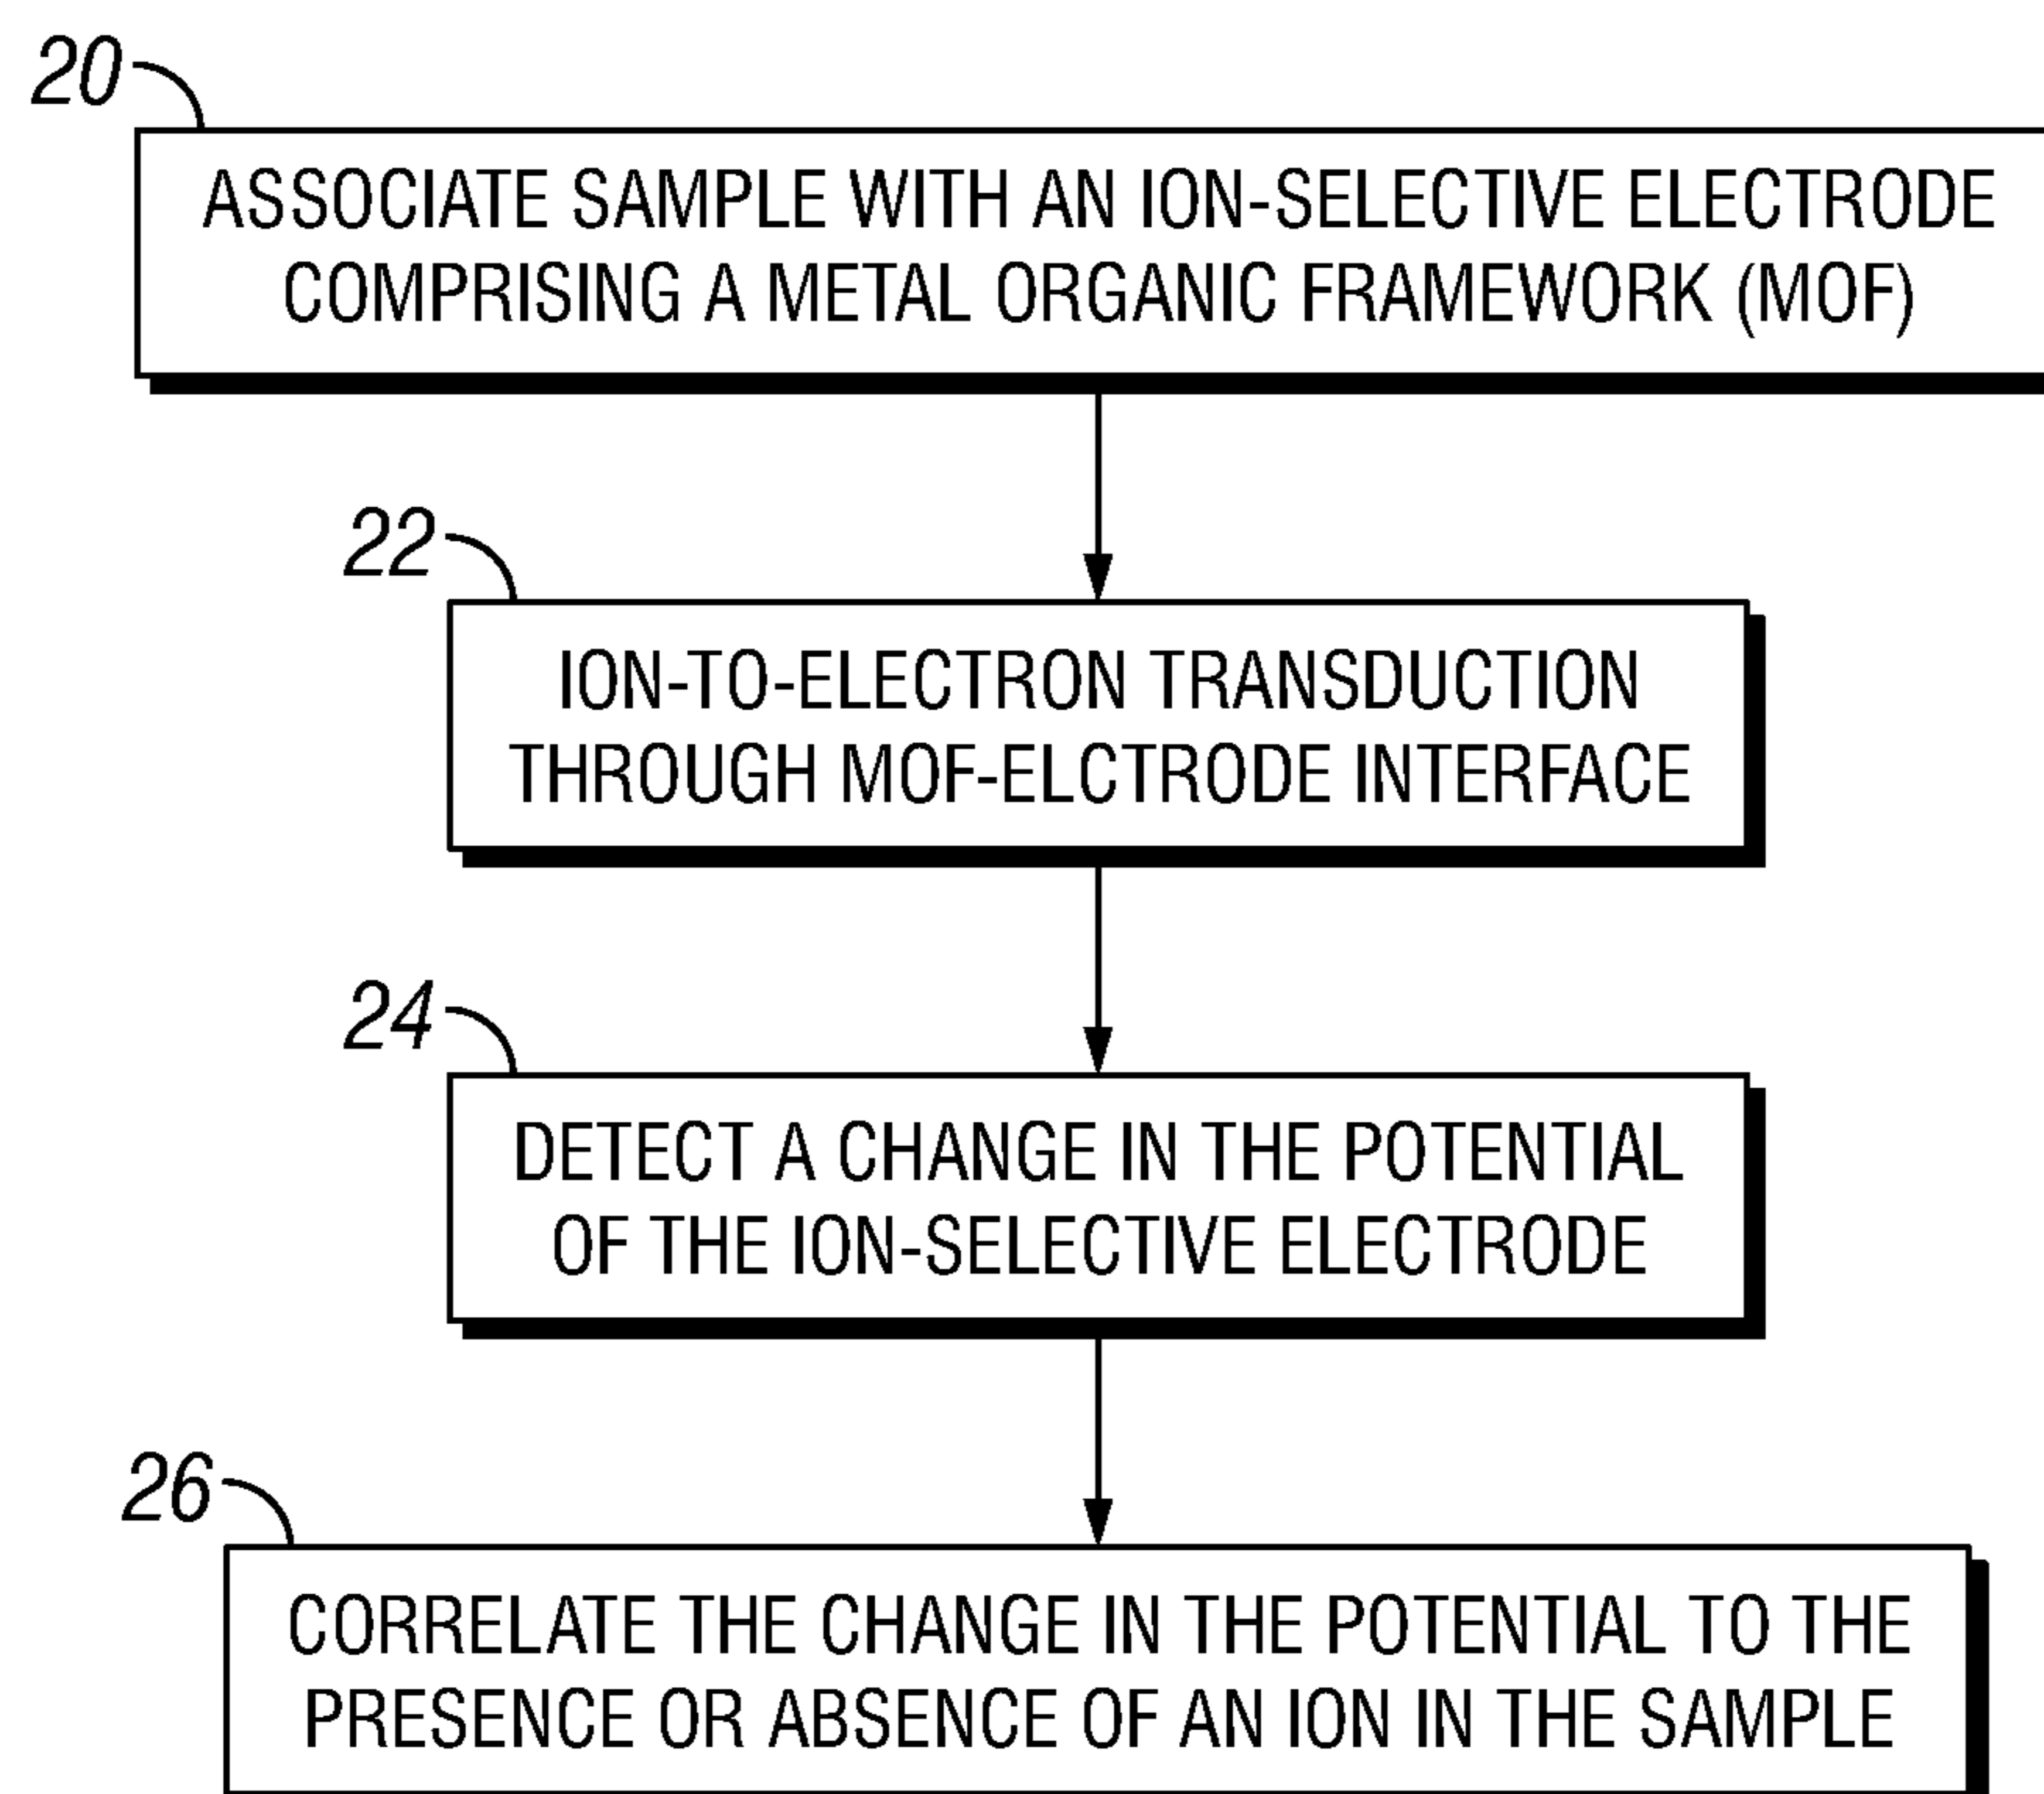 20
ASSOCIATE SAMPLE WITH AN ION-SELECTIVE ELECTRODE
COMPRISING A METAL ORGANIC FRAMEWORK (MOF)
22
ION-TO-ELECTRON TRANSDUCTION
THROUGH MOF-ELCTRODE INTERFACE
24
DETECT A CHANGE IN THE POTENTIAL
OF THE ION-SELECTIVE ELECTRODE
26
CORRELATE THE CHANGE IN THE POTENTIAL TO THE
PRESENCE OR ABSENCE OF AN ION IN THE SAMPLE